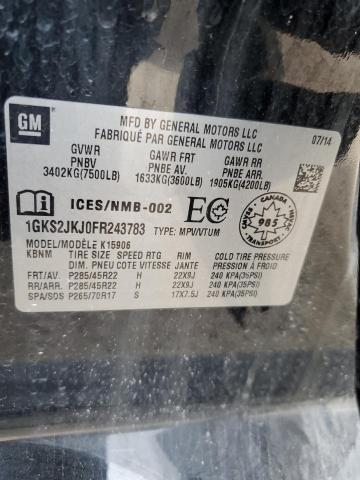 GM
MFD BY GENERAL MOTORS LLC
FABRIQUÉ PAR GENERAL MOTORS LLC
07/14
GVWR GAWR FRT GAWR RR
PNBV PNBE AV. PNBE ARR.
3402KG(7500LB) 1633KG(3600LB) 1905KG(4200LB)
ICES/NMB-002 EC
CANADA
985
TRANSPORT
1GKS2JKJ0FR243783 TYPE: MPV/VTUM
MODEL/MODÈLE K15906
KBNM TIRE SIZE SPEED RTG RIM COLD TIRE PRESSURE
DIM. PNEU COTE VITESSE JANTE PRESSION À FROID
FRT/AV. P285/45R22 H 22X9J 240 KPA(35PSI)
RR/ARR. P285/45R22 H 22X9J 240 KPA(35PSI)
SPA/SOS P265/70R17 S 17X7.5J 240 KPA(35PSI)